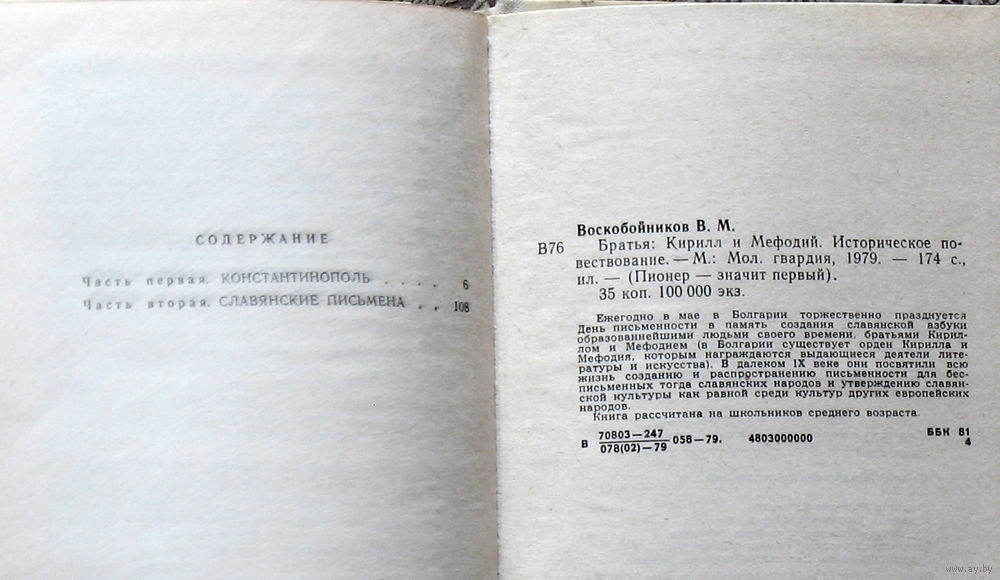 СОДЕРЖАНИЕ
Часть первая. КОНСТАНТИНОПОЛЬ . . . . 6
Часть вторая. СЛАВЯНСКИЕ ПИСЬМЕНА . . 108
Воскобойников В. М.
В76 Братья: Кирилл и Мефодий. Историческое по-
вествование. — М.: Мол. гвардия, 1979. — 174 с.,
ил. — (Пионер — значит первый).
35 коп. 100 000 экз.
Ежегодно в мае в Болгарии торжественно празднуется
День письменности в память создания славянской азбуки
образованнейшими людьми своего времени, братьями Кирил-
лом и Мефодием (в Болгарии существует орден Кирилла и
Мефодия, которым награждаются выдающиеся деятели лите-
ратуры и искусства). В далеком IX веке они посвятили всю
жизнь созданию и распространению письменности для бес-
письменных тогда славянских народов и утверждению славян-
ской культуры как равной среди культур других европейских
народов.
Книга рассчитана на школьников среднего возраста.
В 70803—247 / 078(02)—79 058—79. 4803000000 ББК 81
4
www.ay.by